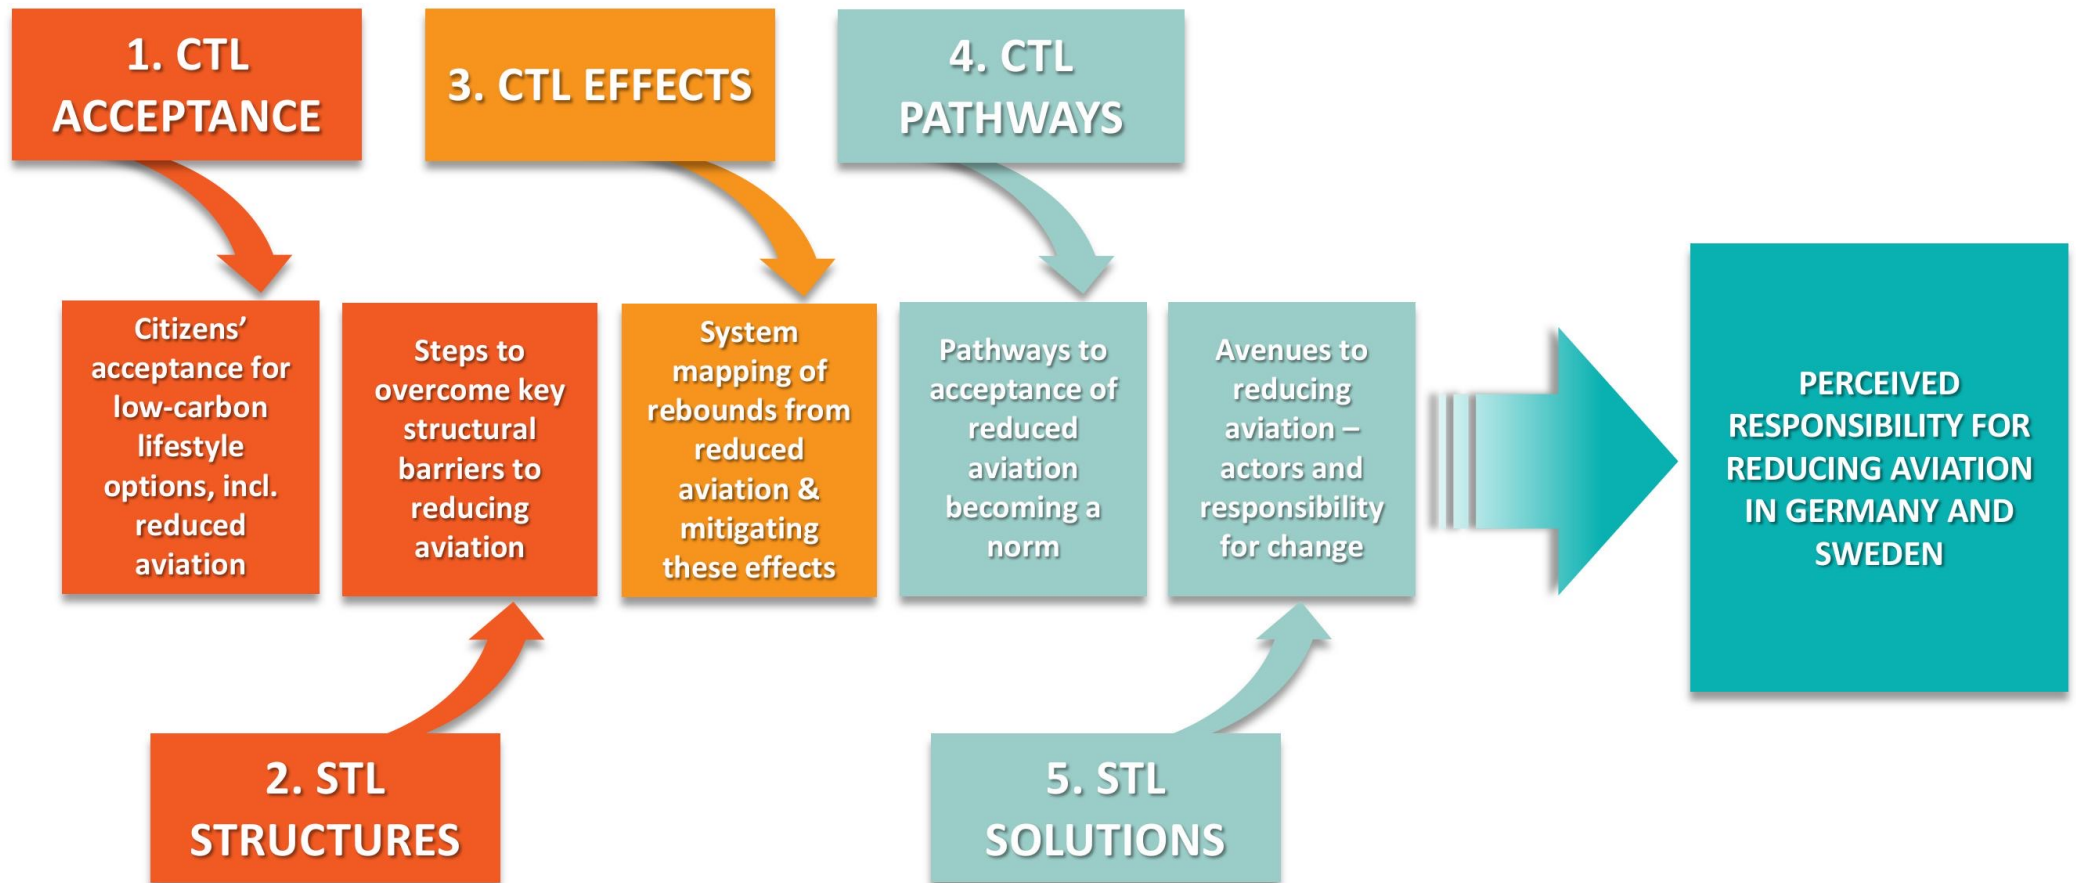 1. CTL
ACCEPTANCE
3. CTL EFFECTS
4. CTL
PATHWAYS
Citizens’
acceptance for
low-carbon
lifestyle
options, incl.
reduced
aviation
Steps to
overcome key
structural
barriers to
reducing
aviation
System
mapping of
rebounds from
reduced
aviation &
mitigating
these effects
Pathways to
acceptance of
reduced
aviation
becoming a
norm
Avenues to
reducing
aviation –
actors and
responsibility
for change
PERCEIVED
RESPONSIBILITY FOR
REDUCING AVIATION
IN GERMANY AND
SWEDEN
2. STL
STRUCTURES
5. STL
SOLUTIONS